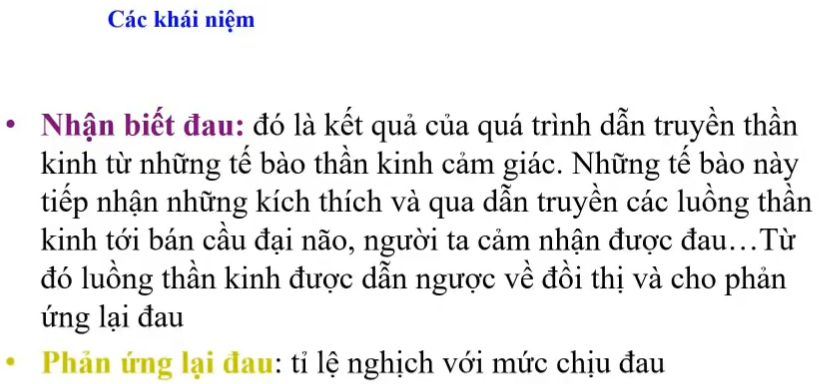 Các khái niệm
• Nhận biết đau: đó là kết quả của quá trình dẫn truyền thần
kinh từ những tế bào thần kinh cảm giác. Những tế bào này
tiếp nhận những kích thích và qua dẫn truyền các luồng thần
kinh tới bán cầu đại não, người ta cảm nhận được đau…Từ
đó luồng thần kinh được dẫn ngược về đồi thị và cho phản
ứng lại đau
• Phản ứng lại đau: tỉ lệ nghịch với mức chịu đau